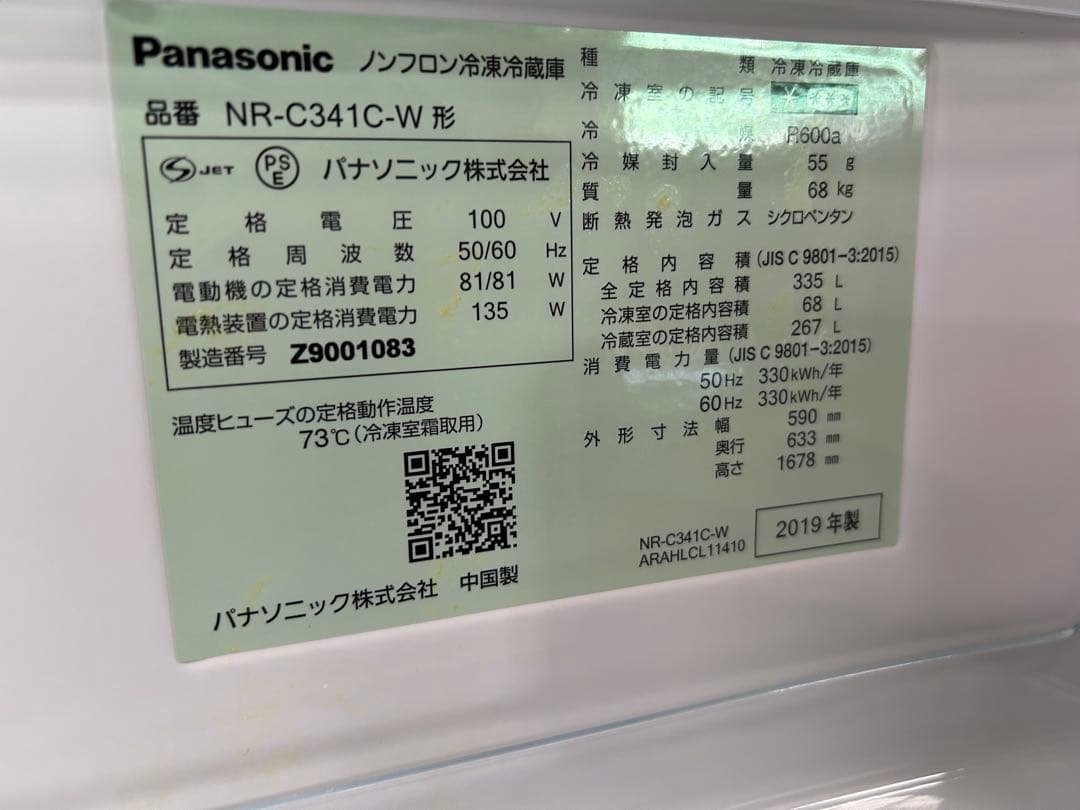 Panasonic ノンフロン冷凍冷蔵庫
品番 NR-C341C-W 形
S JET PSE パナソニック株式会社
定格電圧 100 V
定格周波数 50/60 Hz
電動機の定格消費電力 81/81 W
電熱装置の定格消費電力 135 W
製造番号 Z9001083
温度ヒューズの定格動作温度
73℃(冷凍室霜取用)
パナソニック株式会社 中国製
種類 冷凍冷蔵庫
冷凍室の記号 ****
冷媒 R600a
冷媒封入量 55 g
質量 68 kg
断熱発泡ガス シクロペンタン
定格内容積 (JIS C 9801-3:2015)
全定格内容積 335 L
冷凍室の定格内容積 68 L
冷蔵室の定格内容積 267 L
消費電力量 (JIS C 9801-3:2015)
50Hz 330kWh/年
60Hz 330kWh/年
外形寸法 幅 590 mm
奥行 633 mm
高さ 1678 mm
NR-C341C-W
ARAHLCL11410
2019年製